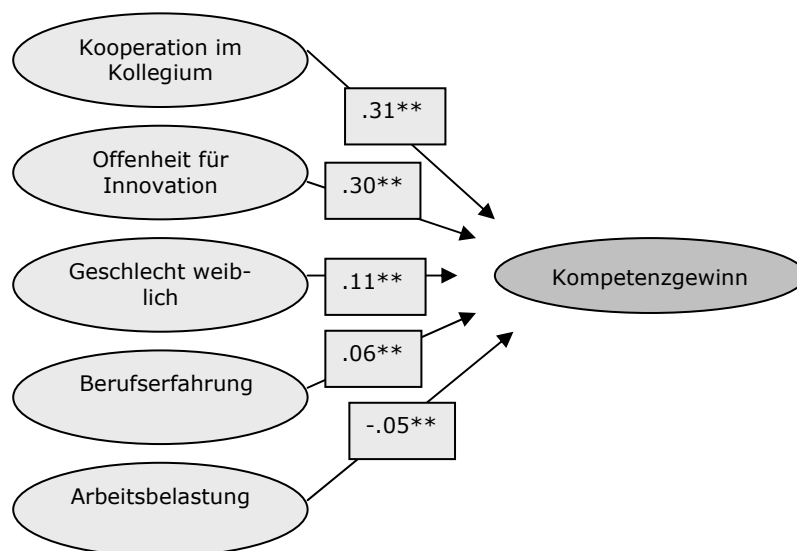 Kooperation im
Kollegium
.31**
Offenheit für
Innovation
.30**
Geschlecht weib-
lich
.11**
Kompetenzgewinn
.06**
Berufserfahrung
-.05**
Arbeitsbelastung